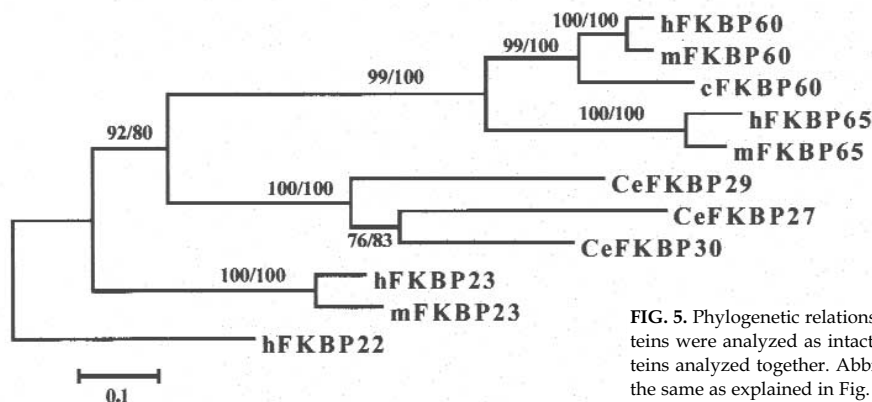 100/100
hFKBP60
99/100
mFKBP60
99/100
cFKBP60
100/100
hFKBP65
92/80
mFKBP65
100/100
CeFKBP29
CeFKBP27
76/83
CeFKBP30
100/100
hFKBP23
mFKBP23
hFKBP22
0.1
FIG. 5. Phylogenetic relations
teins were analyzed as intact
teins analyzed together. Abb
the same as explained in Fig.